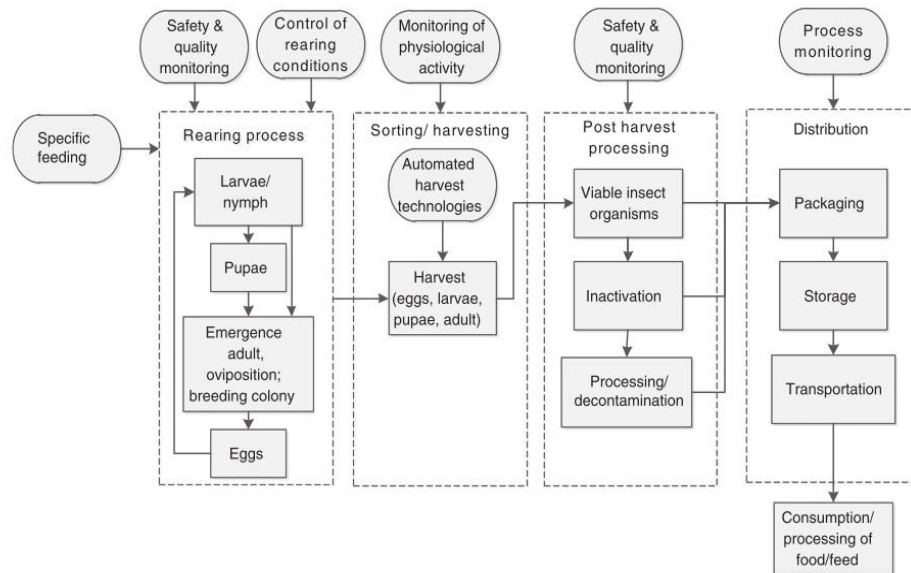 Safety &
quality
monitoring
Control of
rearing
conditions
Monitoring of
physiological
activity
Safety &
quality
monitoring
Process
monitoring
Specific
feeding
Rearing process
Larvae/
nymph
Pupae
Emergence
adult,
oviposition;
breeding colony
Eggs
Sorting/ harvesting
Automated
harvest
technologies
Harvest
(eggs, larvae,
pupae, adult)
Post harvest
processing
Viable insect
organisms
Inactivation
Processing/
decontamination
Distribution
Packaging
Storage
Transportation
Consumption/
processing of
food/feed